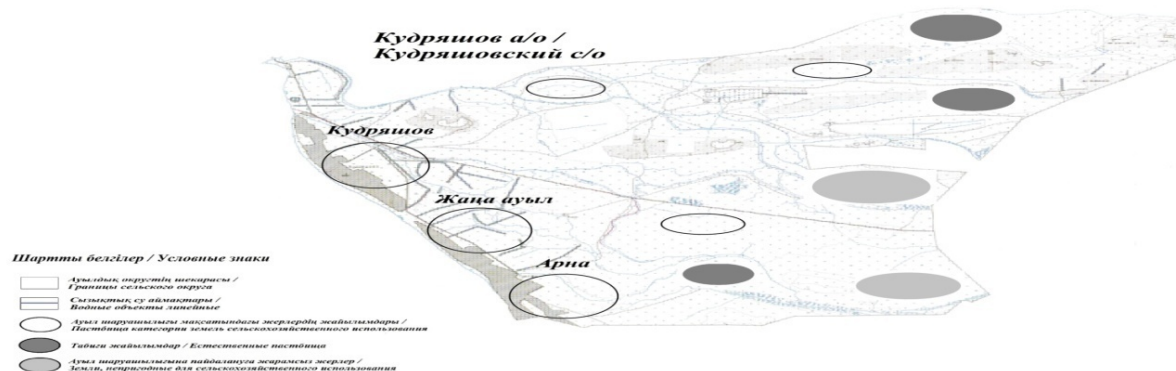 Кудряшов а/о /
Кудряшовский с/о
Кудряшов
Жаңа ауыл
Арна
Шартты белгілер / Условные знаки
Ауылдық округтің шекарасы /
Границы сельского округа
Сызықтық су аймақтары /
Водные объекты линейные
Ауыл шаруашылығы мақсатындағы жерлердің жайылымдары /
Пастбища категории земель сельскохозяйственного использования
Табиғи жайылымдар / Естественные пастбища
Ауыл шаруашылығына пайдалануға жарамсыз жерлер /
Земли, непригодные для сельскохозяйственного использования